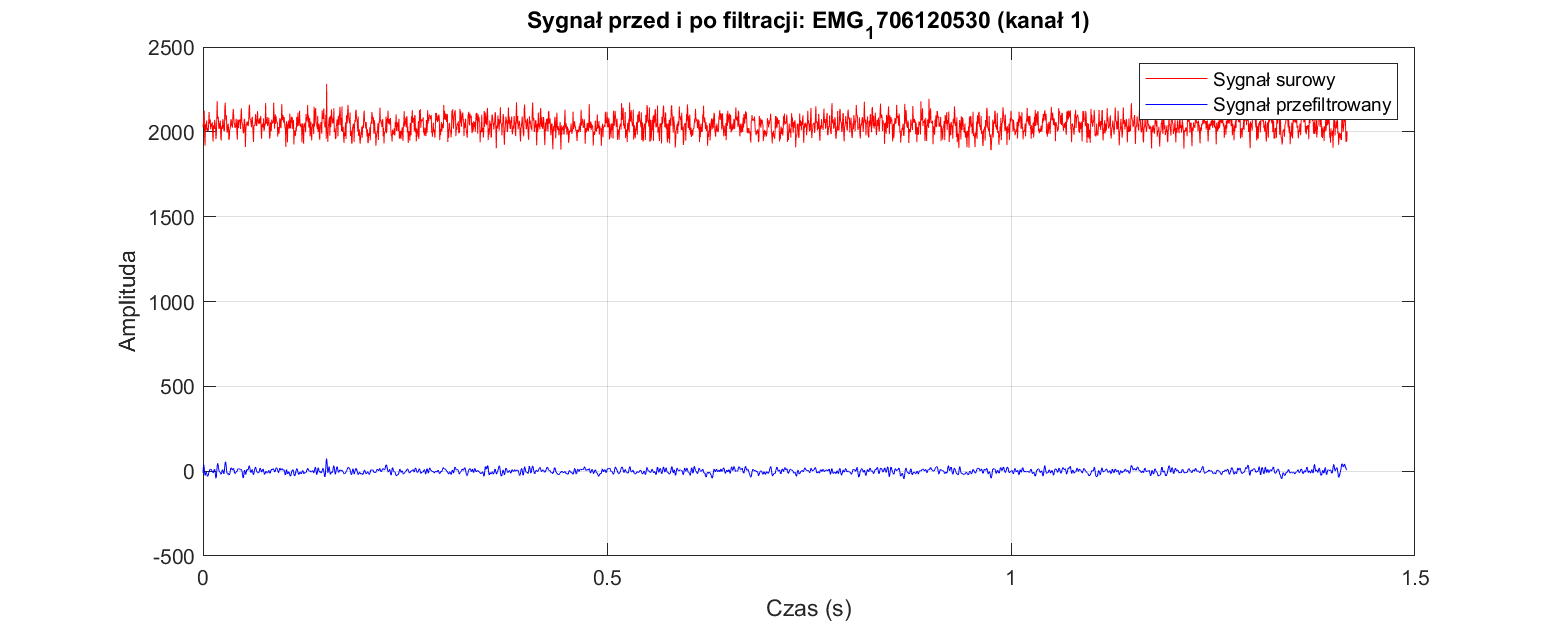 Sygnał przed i po filtracji: EMG₁706120530 (kanał 1)
2500
2000
1500
1000
500
0
-500
Amplituda
Sygnał surowy
Sygnał przefiltrowany
0
0.5
1
1.5
Czas (s)